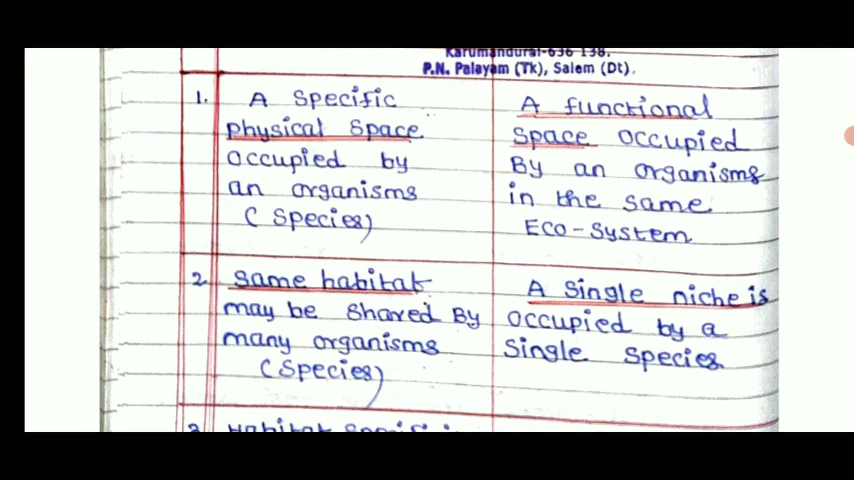 Karumandurai-636 138.
P.N. Palayam (Tk), Salem (Dt).
1. A Specific
physical space
occupied by
an organisms
(Species)
A functional
space occupied
By an organisms
in the same
Eco-System
2. same habitat
may be shared By
many organisms
(Species)
A Single niche is
occupied by a
Single species
3. Habitat